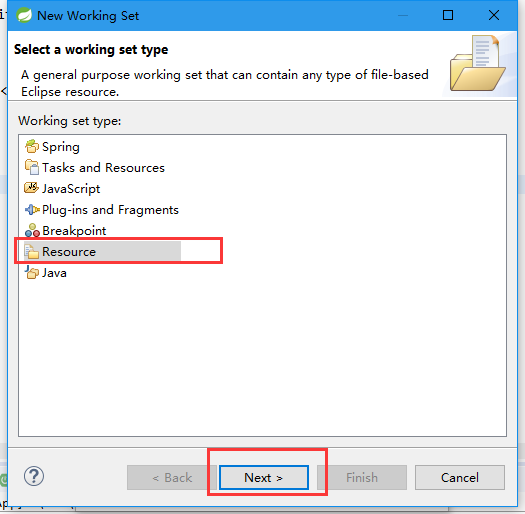 New Working Set
Select a working set type
A general purpose working set that can contain any type of file-based
Eclipse resource.
Working set type:
Spring
Tasks and Resources
JavaScript
Plug-ins and Fragments
Breakpoint
Resource
Java
< Back
Next >
Finish
Cancel